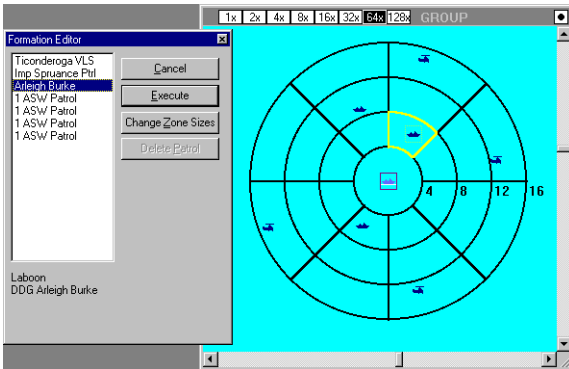 1x 2x 4x 8x 16x 32x 64x 128x GROUP
Formation Editor
Ticonderoga VLS
Imp Spruance Ptrl
Arleigh Burke
1 ASW Patrol
1 ASW Patrol
1 ASW Patrol
1 ASW Patrol
Cancel
Execute
Change Zone Sizes
Delete Patrol
4 8 12 16
Laboon
DDG Arleigh Burke